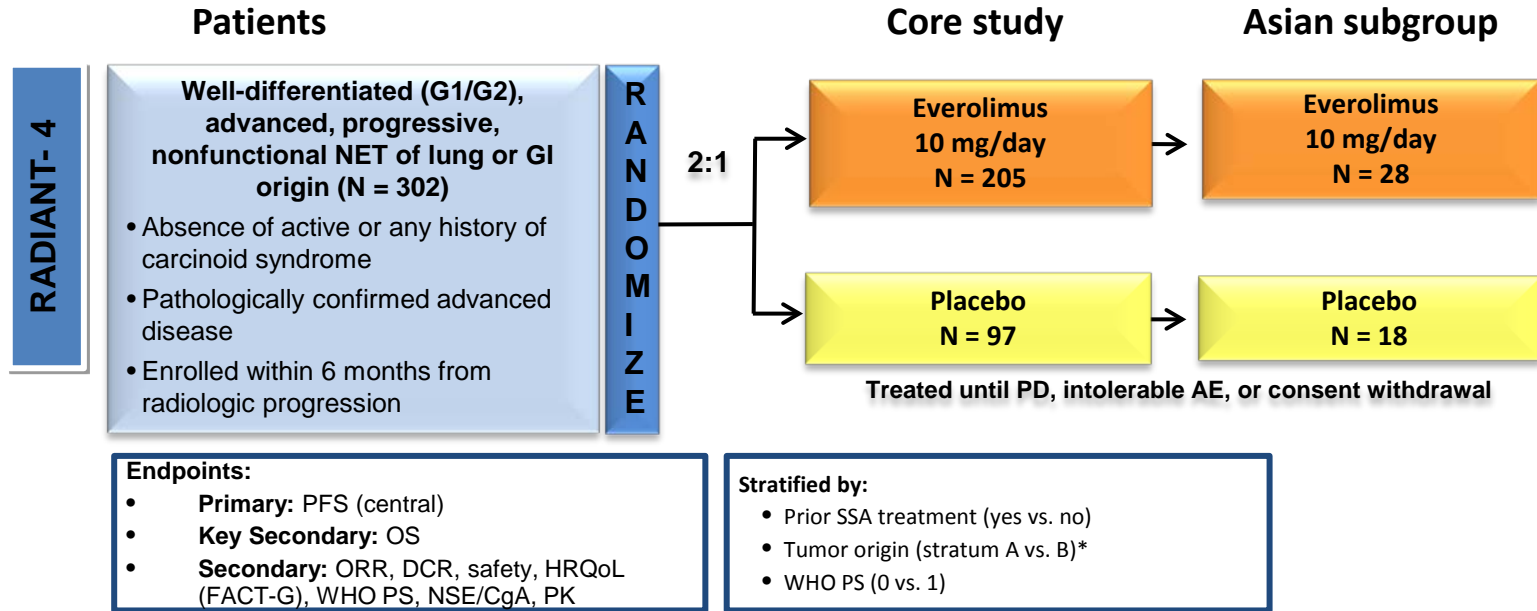 Patients
Core study
Asian subgroup
RADIANT- 4
Well-differentiated (G1/G2),
advanced, progressive,
nonfunctional NET of lung or GI
origin (N = 302)
• Absence of active or any history of
carcinoid syndrome
• Pathologically confirmed advanced
disease
• Enrolled within 6 months from
radiologic progression
RANDOMIZE
2:1
Everolimus
10 mg/day
N = 205
Everolimus
10 mg/day
N = 28
Placebo
N = 97
Placebo
N = 18
Treated until PD, intolerable AE, or consent withdrawal
Endpoints:
• Primary: PFS (central)
• Key Secondary: OS
• Secondary: ORR, DCR, safety, HRQoL
(FACT-G), WHO PS, NSE/CgA, PK
Stratified by:
• Prior SSA treatment (yes vs. no)
• Tumor origin (stratum A vs. B)*
• WHO PS (0 vs. 1)